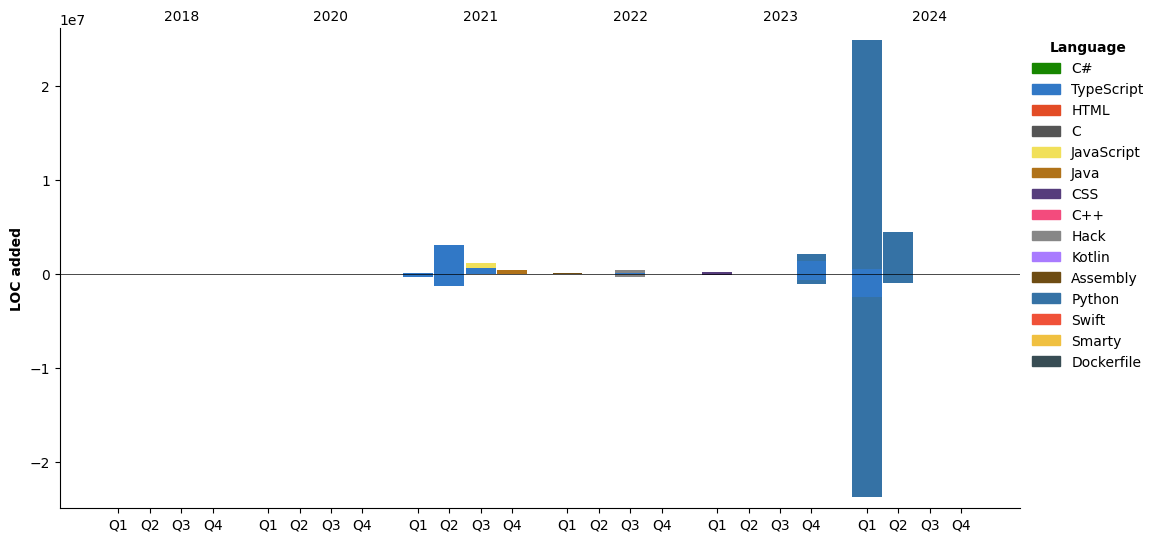 1e7
2018 2020 2021 2022 2023 2024
Language
C#
TypeScript
HTML
C
JavaScript
Java
CSS
C++
Hack
Kotlin
Assembly
Python
Swift
Smarty
Dockerfile
LOC added
2
1
0
−1
−2
Q1 Q2 Q3 Q4 Q1 Q2 Q3 Q4 Q1 Q2 Q3 Q4 Q1 Q2 Q3 Q4 Q1 Q2 Q3 Q4 Q1 Q2 Q3 Q4